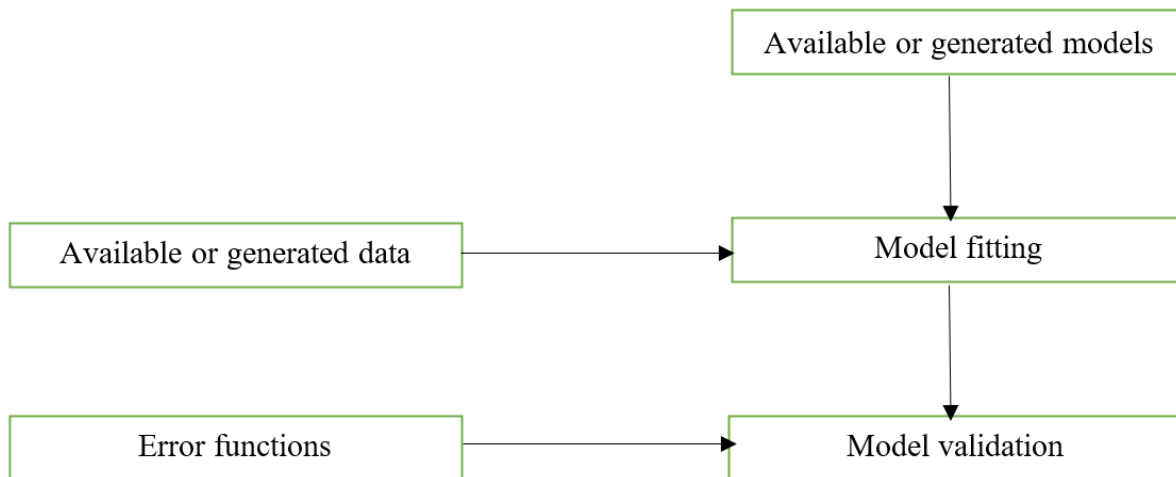 Available or generated models
Available or generated data
Model fitting
Error functions
Model validation